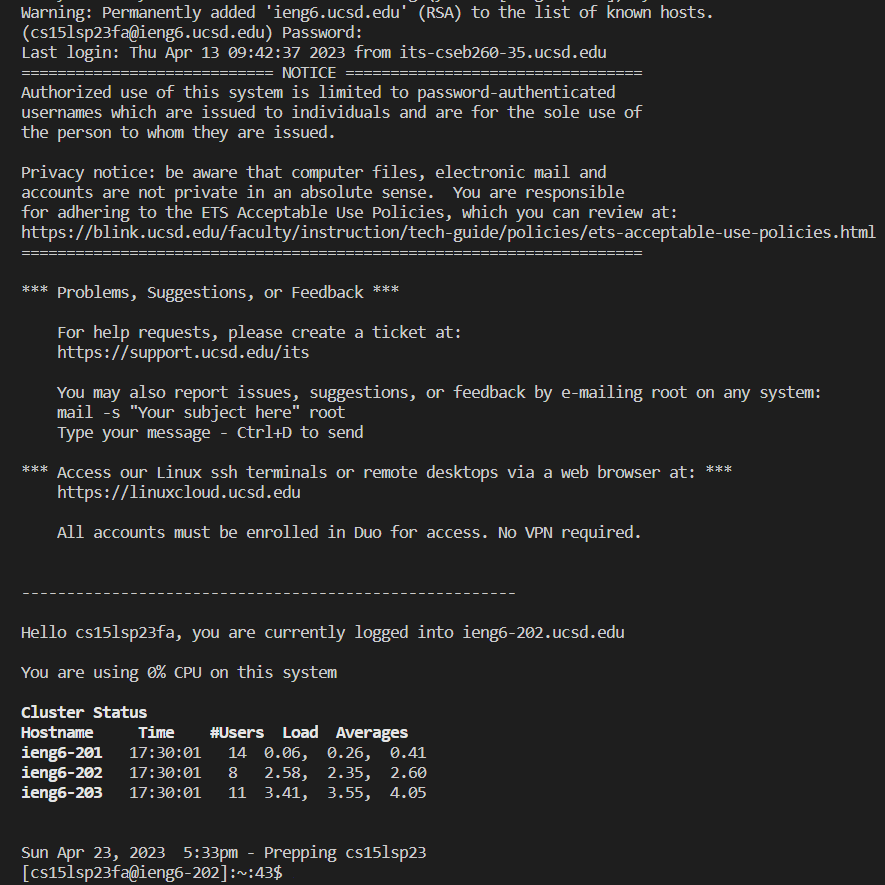 Warning: Permanently added 'ieng6.ucsd.edu' (RSA) to the list of known hosts.
(cs15lsp23fa@ieng6.ucsd.edu) Password:
Last login: Thu Apr 13 09:42:37 2023 from its-cseb260-35.ucsd.edu
============================ NOTICE =================================
Authorized use of this system is limited to password-authenticated
usernames which are issued to individuals and are for the sole use of
the person to whom they are issued.

Privacy notice: be aware that computer files, electronic mail and
accounts are not private in an absolute sense.  You are responsible
for adhering to the ETS Acceptable Use Policies, which you can review at:
https://blink.ucsd.edu/faculty/instruction/tech-guide/policies/ets-acceptable-use-policies.html
=====================================================================

*** Problems, Suggestions, or Feedback ***

    For help requests, please create a ticket at:
    https://support.ucsd.edu/its

    You may also report issues, suggestions, or feedback by e-mailing root on any system:
    mail -s "Your subject here" root
    Type your message - Ctrl+D to send

*** Access our Linux ssh terminals or remote desktops via a web browser at: ***
    https://linuxcloud.ucsd.edu

    All accounts must be enrolled in Duo for access. No VPN required.


-------------------------------------------------------

Hello cs15lsp23fa, you are currently logged into ieng6-202.ucsd.edu

You are using 0% CPU on this system

Cluster Status
Hostname     Time    #Users  Load  Averages
ieng6-201   17:30:01   14  0.06,  0.26,  0.41
ieng6-202   17:30:01   8   2.58,  2.35,  2.60
ieng6-203   17:30:01   11  3.41,  3.55,  4.05


Sun Apr 23, 2023  5:33pm - Prepping cs15lsp23
[cs15lsp23fa@ieng6-202]:~:43$